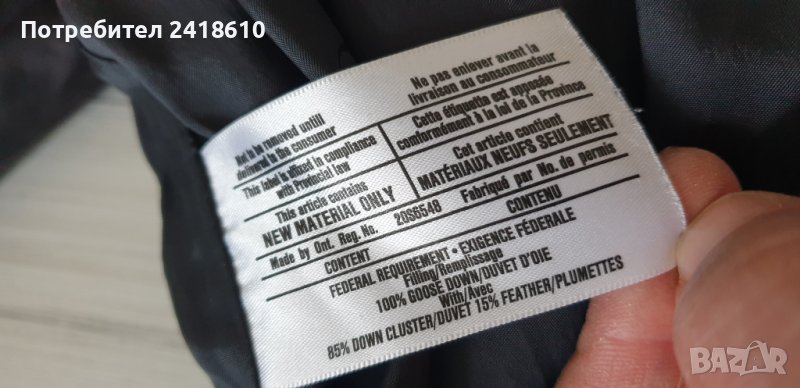 Потребител 2418610
Not to be removed untill
delivered to the consumer
Ne pas enlever avant la
livraison au consommateur
This label is affixed in compliance
with Provincial law
Cette étiquette est apposée
conformément à la loi de la Province
This article contains
NEW MATERIAL ONLY
Cet article contient
MATÉRIAUX NEUFS SEULEMENT
Made by Ont. Reg. No. 20S6548 Fabriqué par No. de permis
CONTENT CONTENU
FEDERAL REQUIREMENT • EXIGENCE FÉDERALE
Filling/Remplissage
100% GOOSE DOWN/DUVET D'DIE
With/Avec
85% DOWN CLUSTER/DUVET 15% FEATHER/PLUMETTES
BAZAR